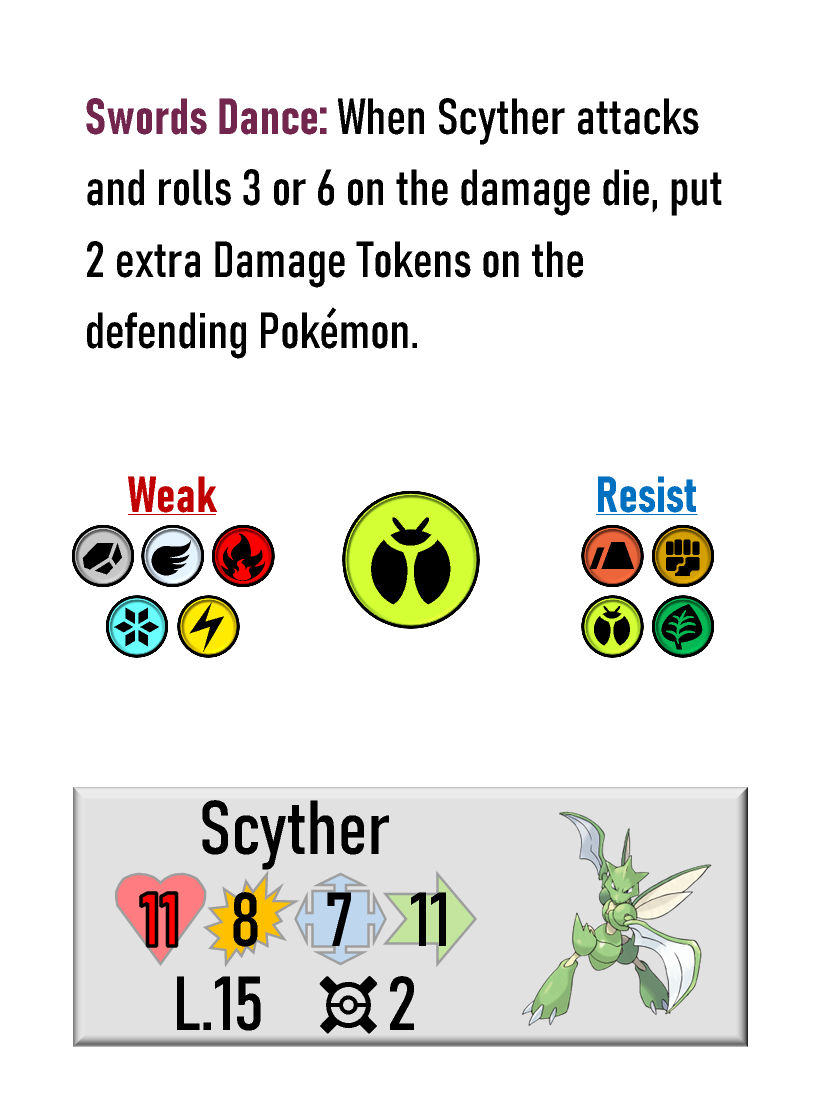 Swords Dance: When Scyther attacks
and rolls 3 or 6 on the damage die, put
2 extra Damage Tokens on the
defending Pokémon.
Weak
Resist
Scyther
11 8 7 11
L.15 2